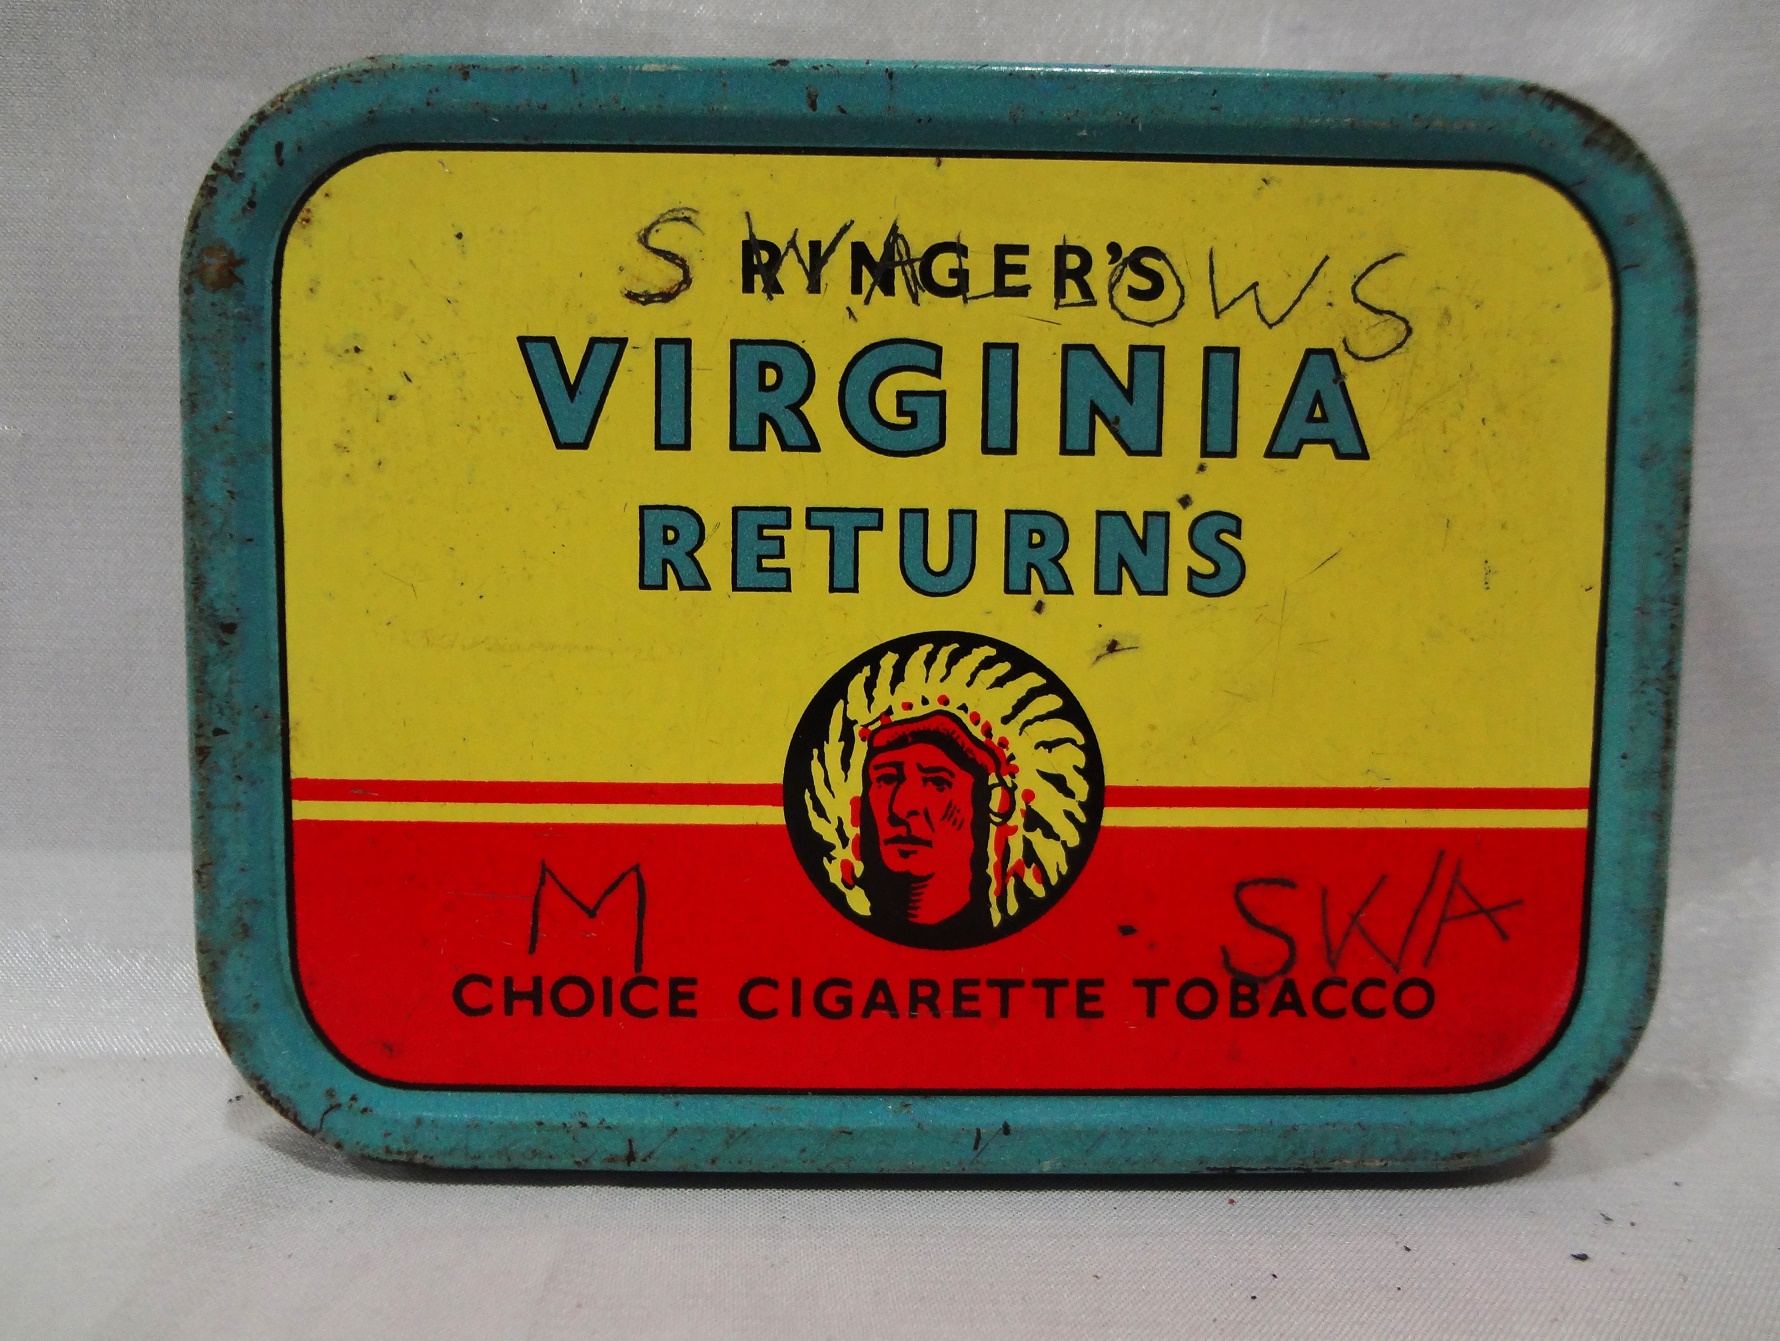 SWALLOWS
RINGER'S
VIRGINIA
RETURNS
M SWA
CHOICE CIGARETTE TOBACCO